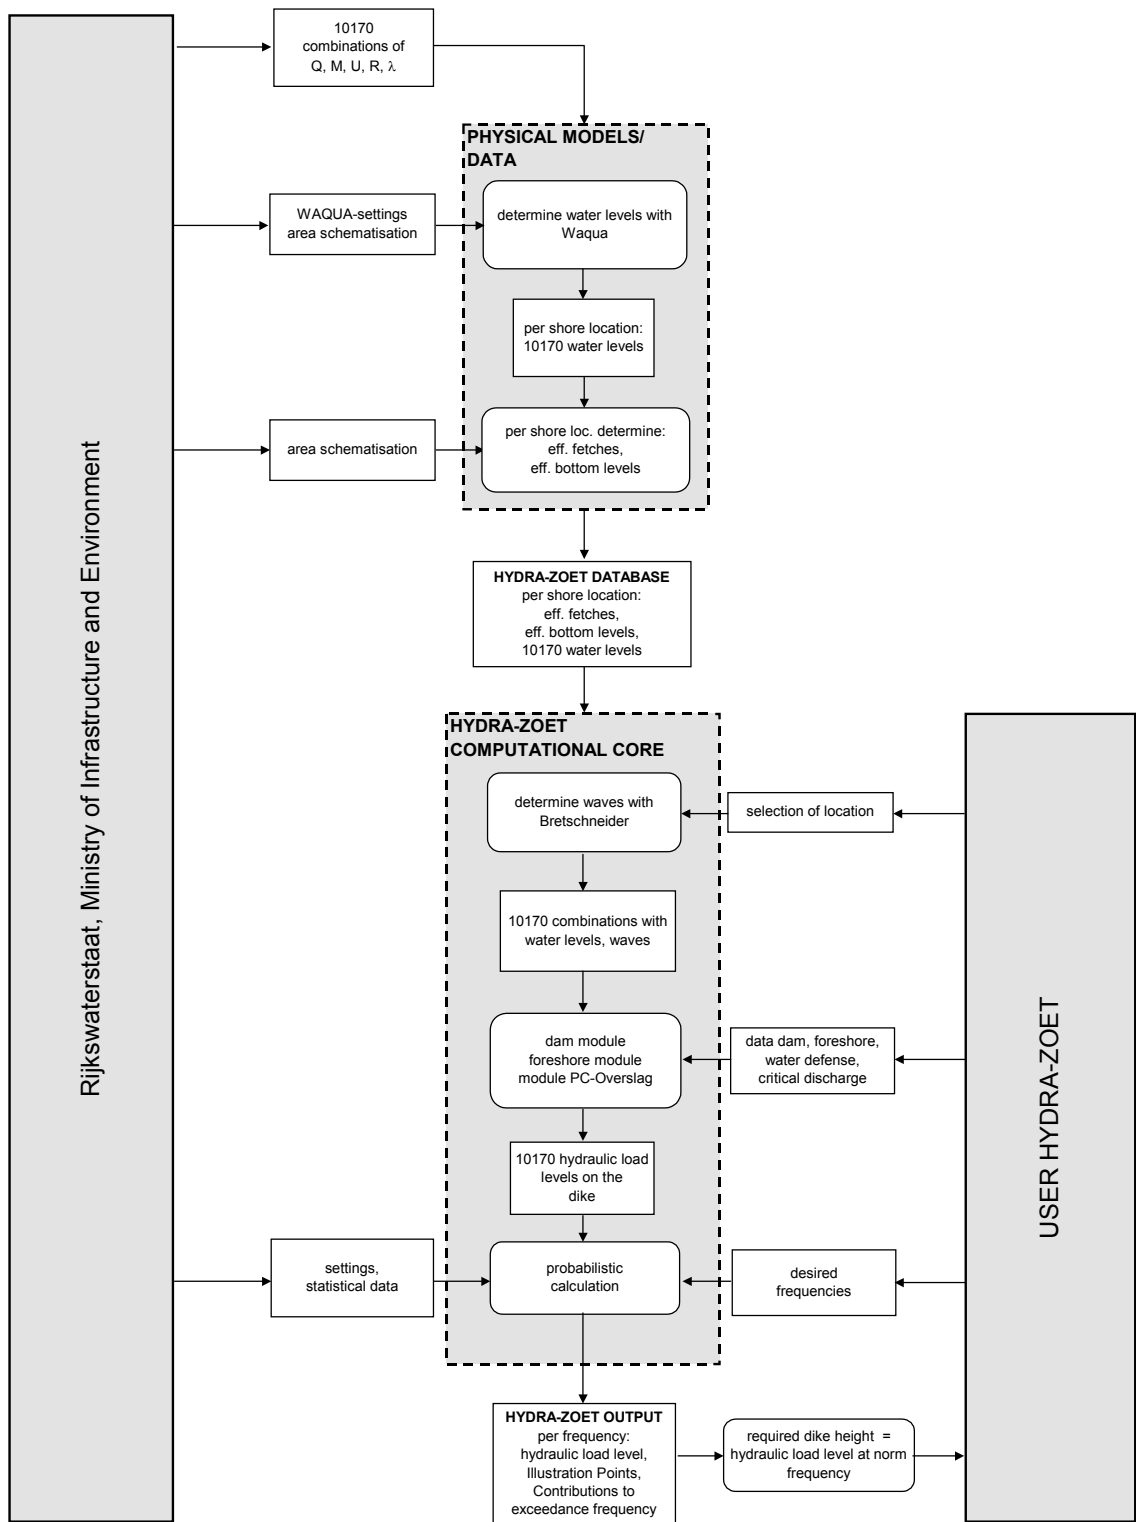 10170
combinations of
Q, M, U, R, λ
PHYSICAL MODELS/
DATA
WAQUA-settings
area schematisation
determine water levels with
Waqua
per shore location:
10170 water levels
area schematisation
per shore loc. determine:
eff. fetches,
eff. bottom levels
Rijkswaterstaat, Ministry of Infrastructure and Environment
HYDRA-ZOET DATABASE
per shore location:
eff. fetches,
eff. bottom levels,
10170 water levels
HYDRA-ZOET
COMPUTATIONAL CORE
determine waves with
Bretschneider
selection of location
10170 combinations with
water levels, waves
dam module
foreshore module
module PC-Overslag
data dam, foreshore,
water defense,
critical discharge
USER HYDRA-ZOET
10170 hydraulic load
levels on the
dike
settings,
statistical data
probabilistic
calculation
desired
frequencies
HYDRA-ZOET OUTPUT
per frequency:
hydraulic load level,
Illustration Points,
Contributions to
exceedance frequency
required dike height =
hydraulic load level at norm
frequency